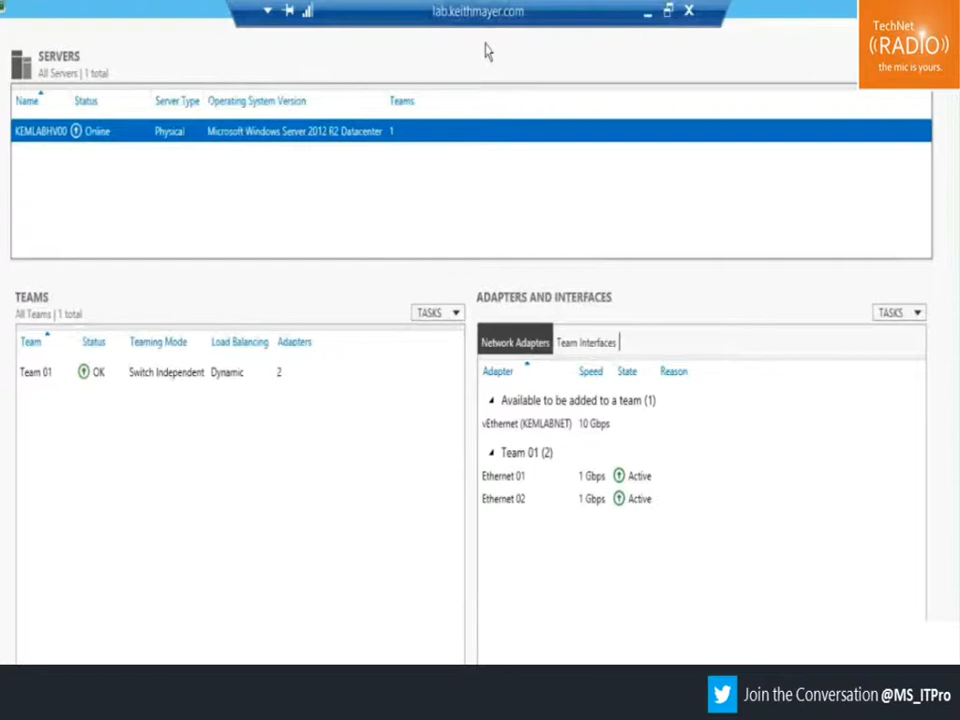 lab.keithmayer.com
TechNet
((RADIO))
the mic is yours.
SERVERS
All Servers | 1 total
Name Status Server Type Operating System Version Teams
KEMLABHV00 Online Physical Microsoft Windows Server 2012 R2 Datacenter 1
TEAMS
All Teams | 1 total
TASKS
Team Status Teaming Mode Load Balancing Adapters
Team 01 OK Switch Independent Dynamic 2
ADAPTERS AND INTERFACES
TASKS
Network Adapters Team Interfaces
Adapter Speed State Reason
Available to be added to a team (1)
vEthernet (KEMLABNET) 10 Gbps
Team 01 (2)
Ethernet 01 1 Gbps Active
Ethernet 02 1 Gbps Active
Join the Conversation @MS_ITPro